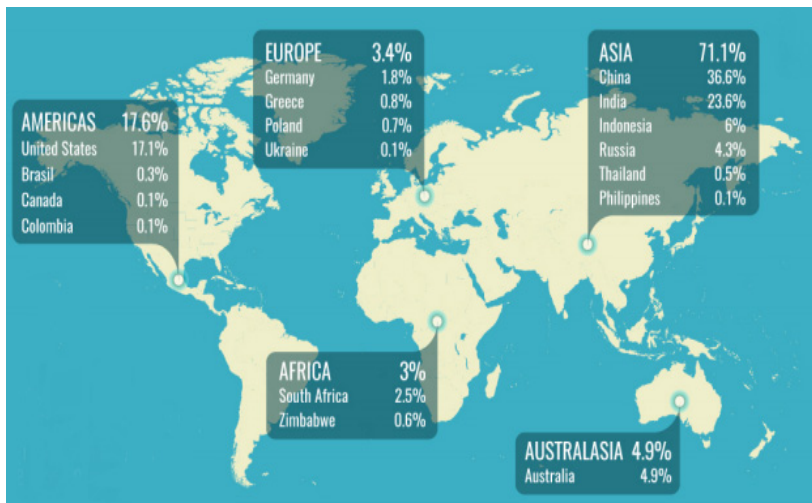 EUROPE 3.4%
Germany 1.8%
Greece 0.8%
Poland 0.7%
Ukraine 0.1%
ASIA 71.1%
China 36.6%
India 23.6%
Indonesia 6%
Russia 4.3%
Thailand 0.5%
Philippines 0.1%
AMERICAS 17.6%
United States 17.1%
Brasil 0.3%
Canada 0.1%
Colombia 0.1%
AFRICA 3%
South Africa 2.5%
Zimbabwe 0.6%
AUSTRALASIA 4.9%
Australia 4.9%